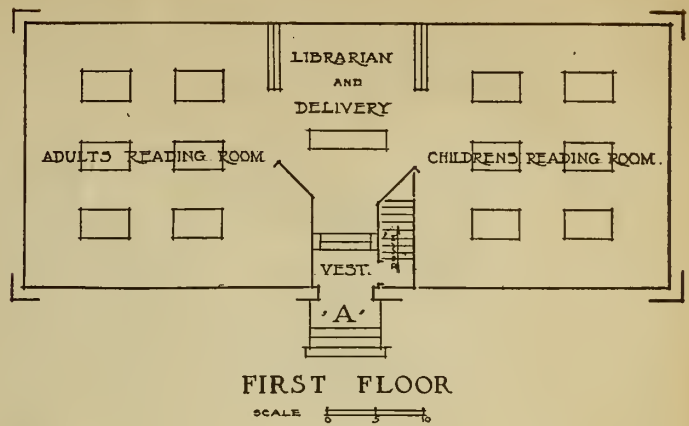 LIBRARIAN
AND
DELIVERY
ADULTS READING ROOM
CHILDRENS READING ROOM.
VEST.
'A'
FIRST FLOOR
SCALE
0 5 10